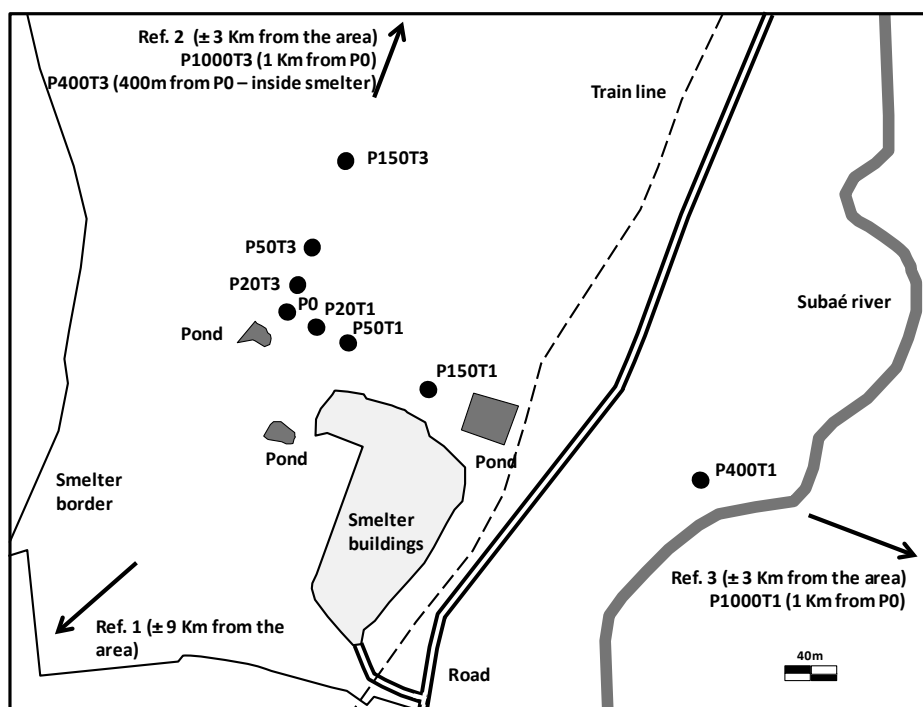 Ref. 2 (± 3 Km from the area)
P1000T3 (1 Km from P0)
P400T3 (400m from P0 – inside smelter)
Train line
P150T3
P50T3
P20T3
P0
P20T1
P50T1
Pond
Subaé river
P150T1
Pond
Pond
P400T1
Smelter
border
Smelter
buildings
Ref. 3 (± 3 Km from the area)
P1000T1 (1 Km from P0)
Ref. 1 (± 9 Km from the
area)
Road
40m